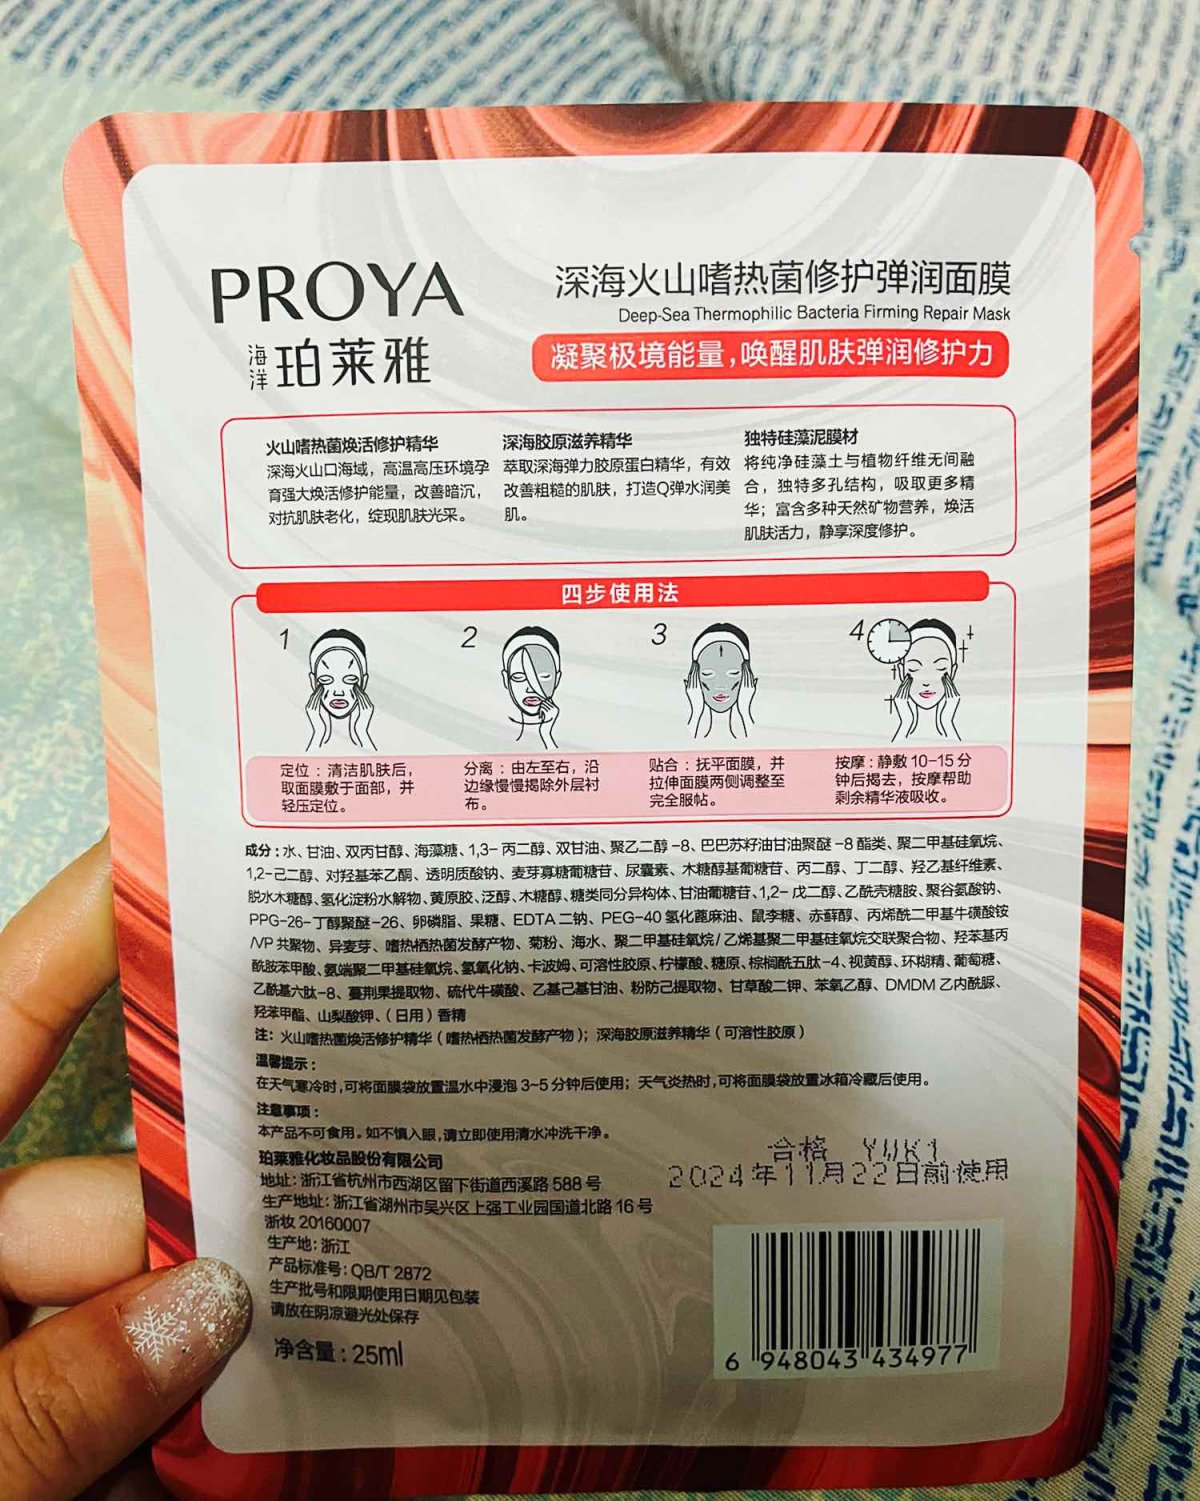 PROYA
海洋 珀莱雅
深海火山嗜热菌修护弹润面膜
Deep-Sea Thermophilic Bacteria Firming Repair Mask
凝聚极境能量,唤醒肌肤弹润修护力
火山嗜热菌焕活修护精华
深海火山口海域，高温高压环境孕
育强大焕活修护能量，改善暗沉，
对抗肌肤老化，绽现肌肤光采。
深海胶原滋养精华
萃取深海弹力胶原蛋白精华，有效
改善粗糙的肌肤，打造Q弹水润美
肌。
独特硅藻泥膜材
将纯净硅藻土与植物纤维无间融
合，独特多孔结构，吸取更多精
华；富含多种天然矿物营养，焕活
肌肤活力，静享深度修护。
四步使用法
1
2
3
4
定位：清洁肌肤后，
取面膜敷于面部，并
轻压定位。
分离：由左至右，沿
边缘慢慢揭除外层衬
布。
贴合：抚平面膜，并
拉伸面膜两侧调整至
完全服帖。
按摩：静敷10-15分
钟后揭去，按摩帮助
剩余精华液吸收。
成分：水、甘油、双丙甘醇、海藻糖、1,3-丙二醇、双甘油、聚乙二醇-8、巴巴苏籽油甘油聚醚-8酯类、聚二甲基硅氧烷、
1,2-己二醇、对羟基苯乙酮、透明质酸钠、麦芽寡糖葡糖苷、尿囊素、木糖醇基葡糖苷、丙二醇、丁二醇、羟乙基纤维素、
脱水木糖醇、氢化淀粉水解物、黄原胶、泛醇、木糖醇、糖类同分异构体、甘油葡糖苷、1,2-戊二醇、乙酰壳糖胺、聚谷氨酸钠、
PPG-26-丁醇聚醚-26、卵磷脂、果糖、EDTA二钠、PEG-40氢化蓖麻油、鼠李糖、赤藓醇、丙烯酰二甲基牛磺酸铵
/VP共聚物、异麦芽、嗜热栖热菌发酵产物、菊粉、海水、聚二甲基硅氧烷/乙烯基聚二甲基硅氧烷交联聚合物、羟苯基丙
酰胺苯甲酸、氨端聚二甲基硅氧烷、氢氧化钠、卡波姆、可溶性胶原、柠檬酸、糖原、棕榈酰五肽-4、视黄醇、环糊精、葡萄糖、
乙酰基六肽-8、蔓荆果提取物、硫代牛磺酸、乙基己基甘油、粉防己提取物、甘草酸二钾、苯氧乙醇、DMDM乙内酰脲、
羟苯甲酯、山梨酸钾、（日用）香精
注：火山嗜热菌焕活修护精华（嗜热栖热菌发酵产物）；深海胶原滋养精华（可溶性胶原）
温馨提示：
在天气寒冷时,可将面膜袋放置温水中浸泡3~5分钟后使用；天气炎热时,可将面膜袋放置冰箱冷藏后使用。
注意事项：
本产品不可食用。如不慎入眼,请立即使用清水冲洗干净。
珀莱雅化妆品股份有限公司
地址：浙江省杭州市西湖区留下街道西溪路588号
生产地址：浙江省湖州市吴兴区上强工业园国道北路16号
浙妆20160007
生产地：浙江
产品标准号：QB/T 2872
生产批号和限期使用日期见包装
请放在阴凉避光处保存
净含量：25ml
合格 YUK1
2024年11月22日前使用
6 948043 434977